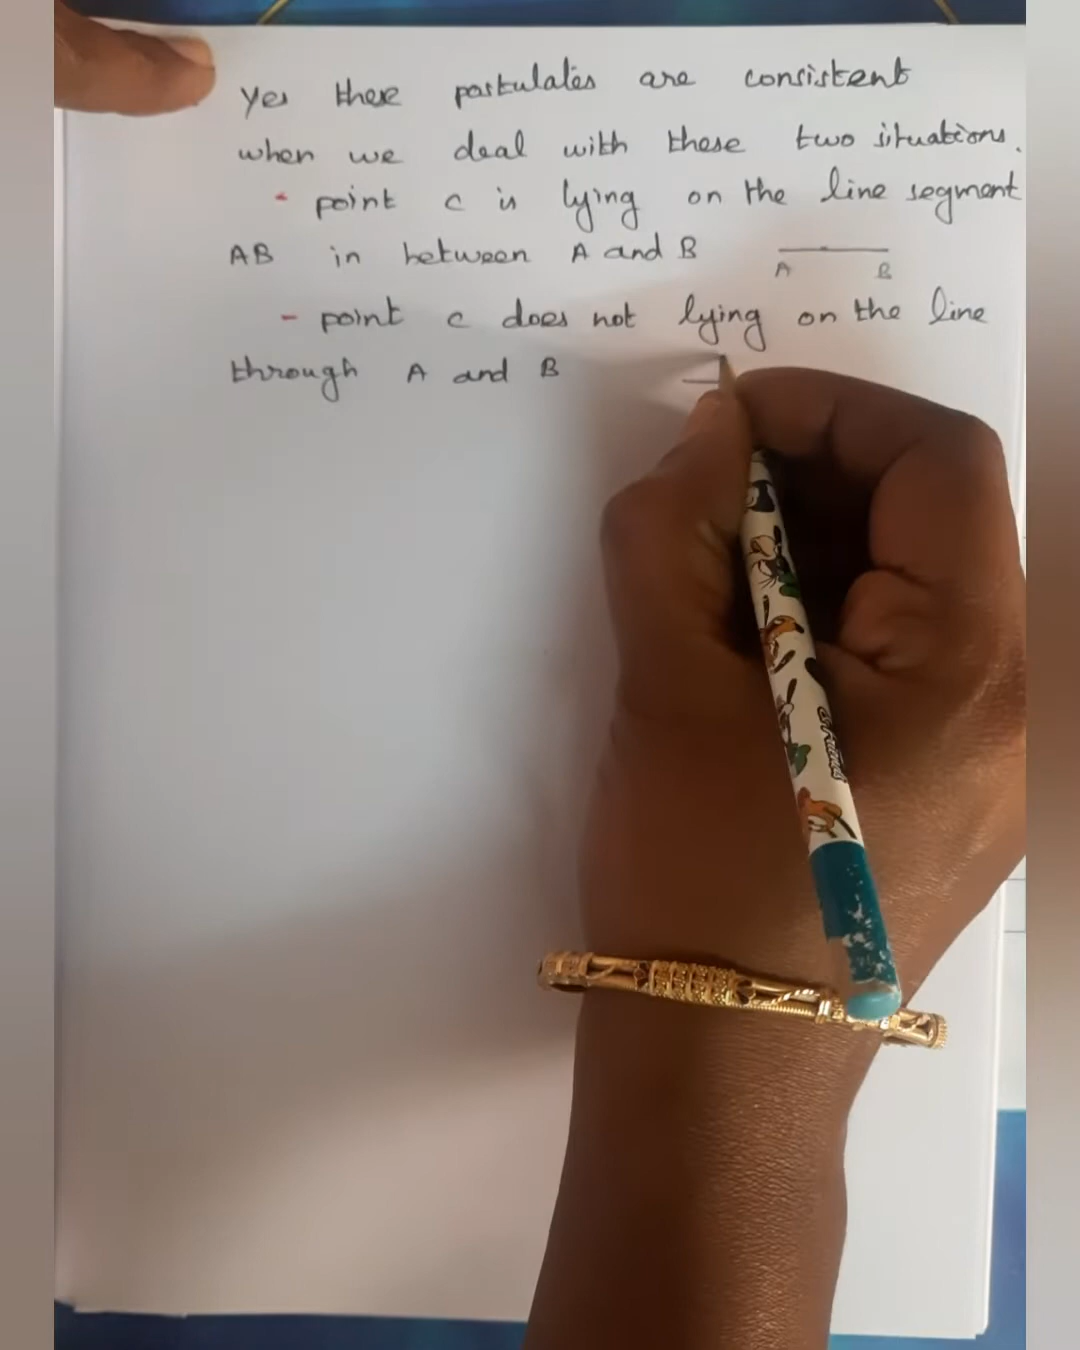 Yes these postulates are consistent
when we deal with these two situations.
- point c is lying on the line segment
AB in between A and B
A B
- point c does not lying on the line
through A and B